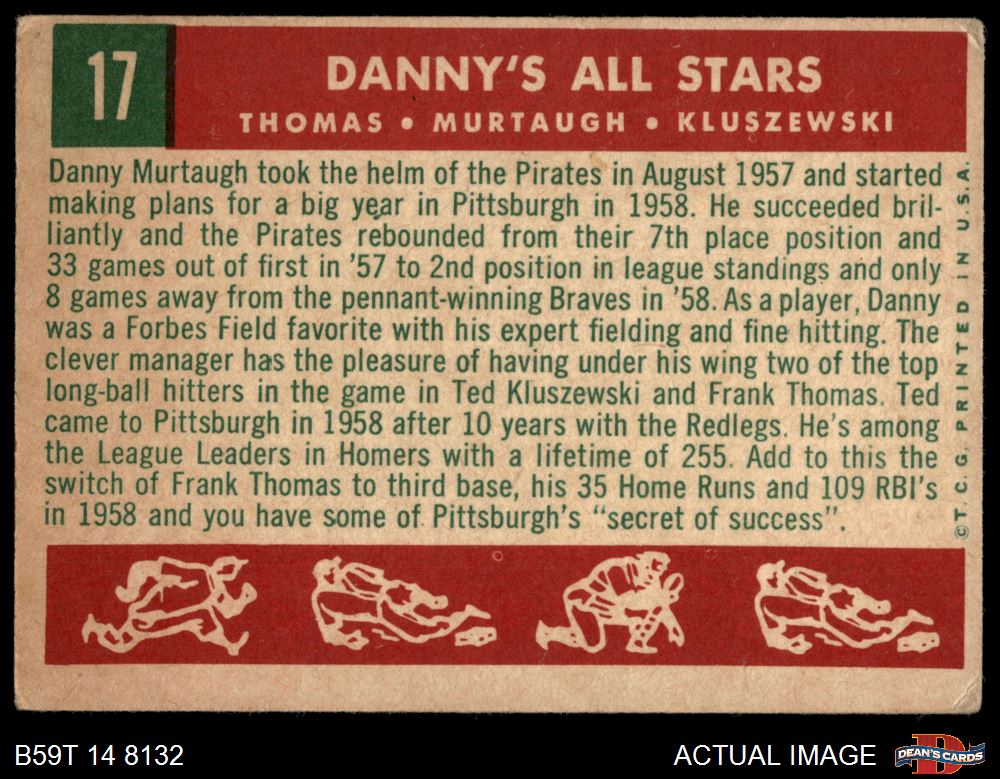 17
DANNY'S ALL STARS
THOMAS • MURTAUGH • KLUSZEWSKI
Danny Murtaugh took the helm of the Pirates in August 1957 and started
making plans for a big year in Pittsburgh in 1958. He succeeded bril-
liantly and the Pirates rebounded from their 7th place position and
33 games out of first in '57 to 2nd position in league standings and only
8 games away from the pennant-winning Braves in '58. As a player, Danny
was a Forbes Field favorite with his expert fielding and fine hitting. The
clever manager has the pleasure of having under his wing two of the top
long-ball hitters in the game in Ted Kluszewski and Frank Thomas. Ted
came to Pittsburgh in 1958 after 10 years with the Redlegs. He's among
the League Leaders in Homers with a lifetime of 255. Add to this the
switch of Frank Thomas to third base, his 35 Home Runs and 109 RBI's
in 1958 and you have some of Pittsburgh's "secret of success".
©T. C. G. PRINTED IN U.S.A.
B59T 14 8132
ACTUAL IMAGE
DEAN'S CARDS